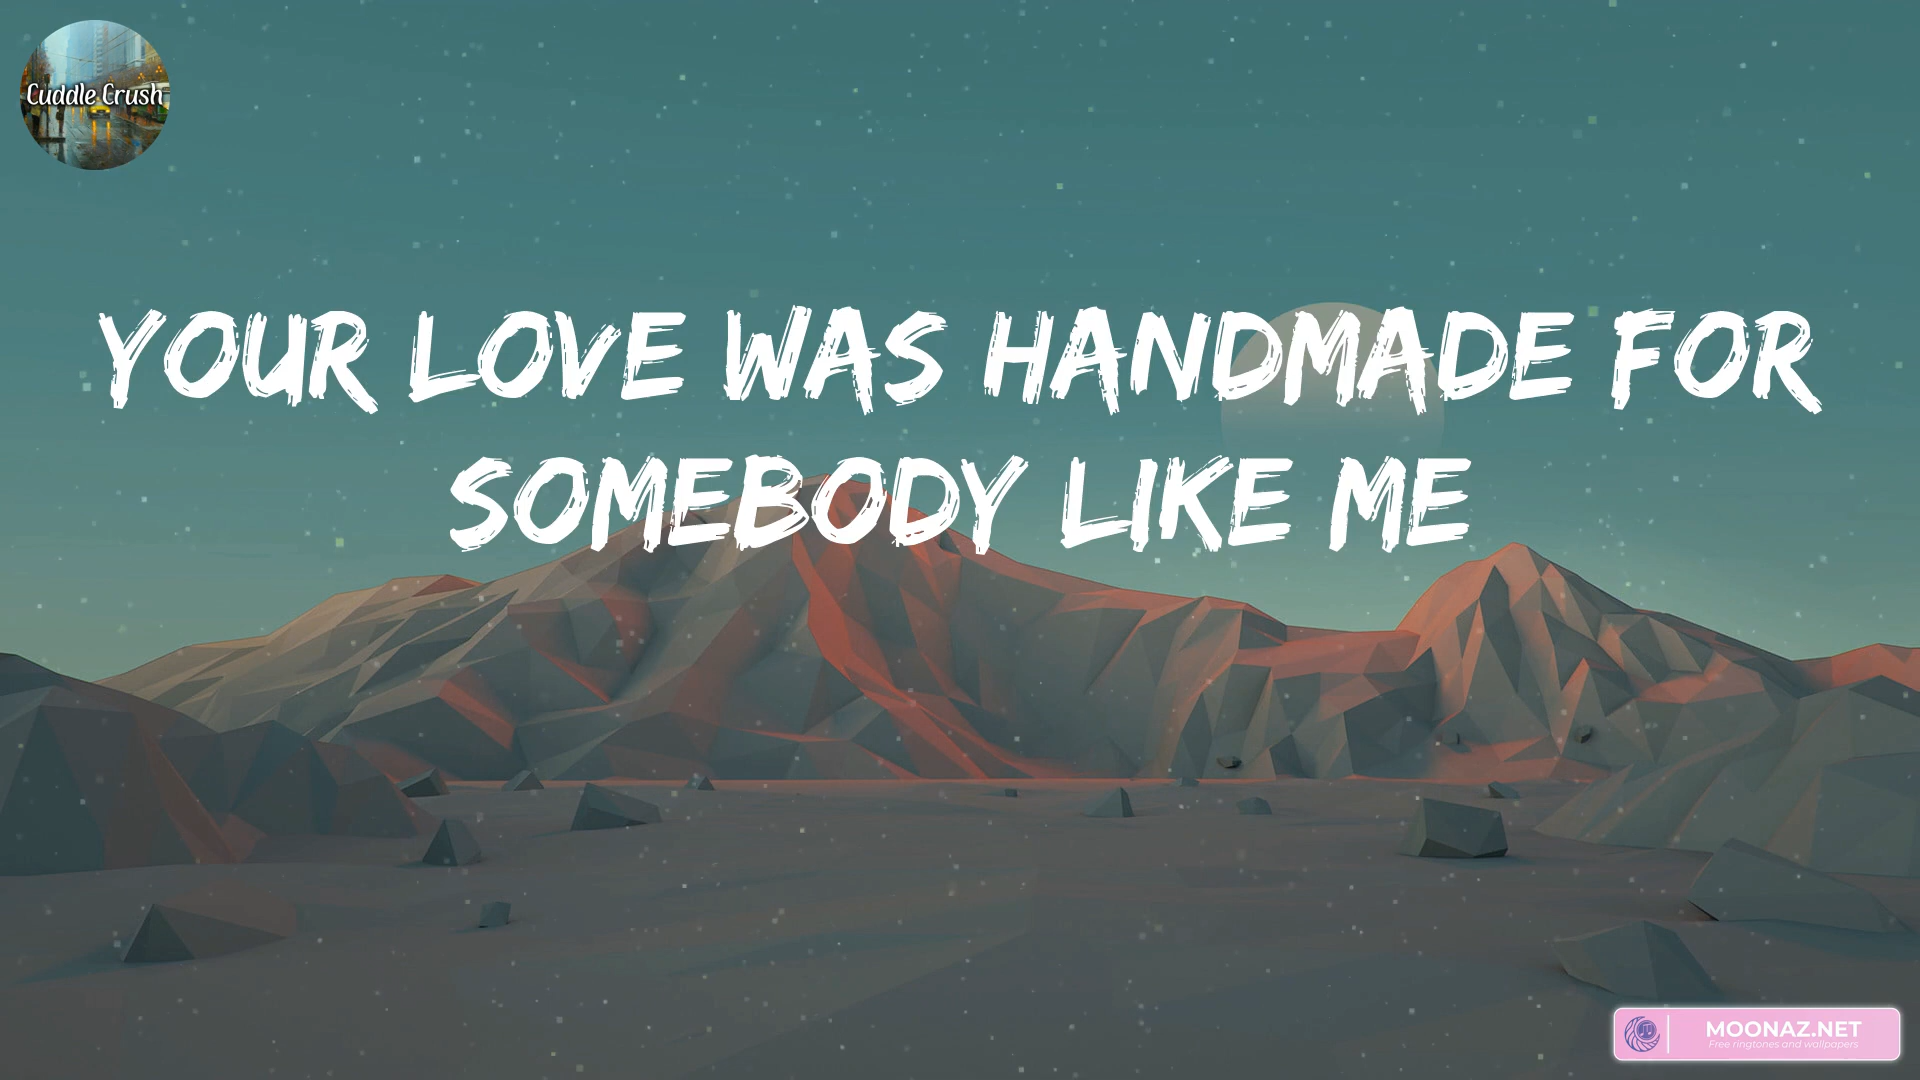 Cuddle Crush
YOUR LOVE WAS HANDMADE FOR
SOMEBODY LIKE ME
MOONAZ.NET
Free ringtones and wallpapers